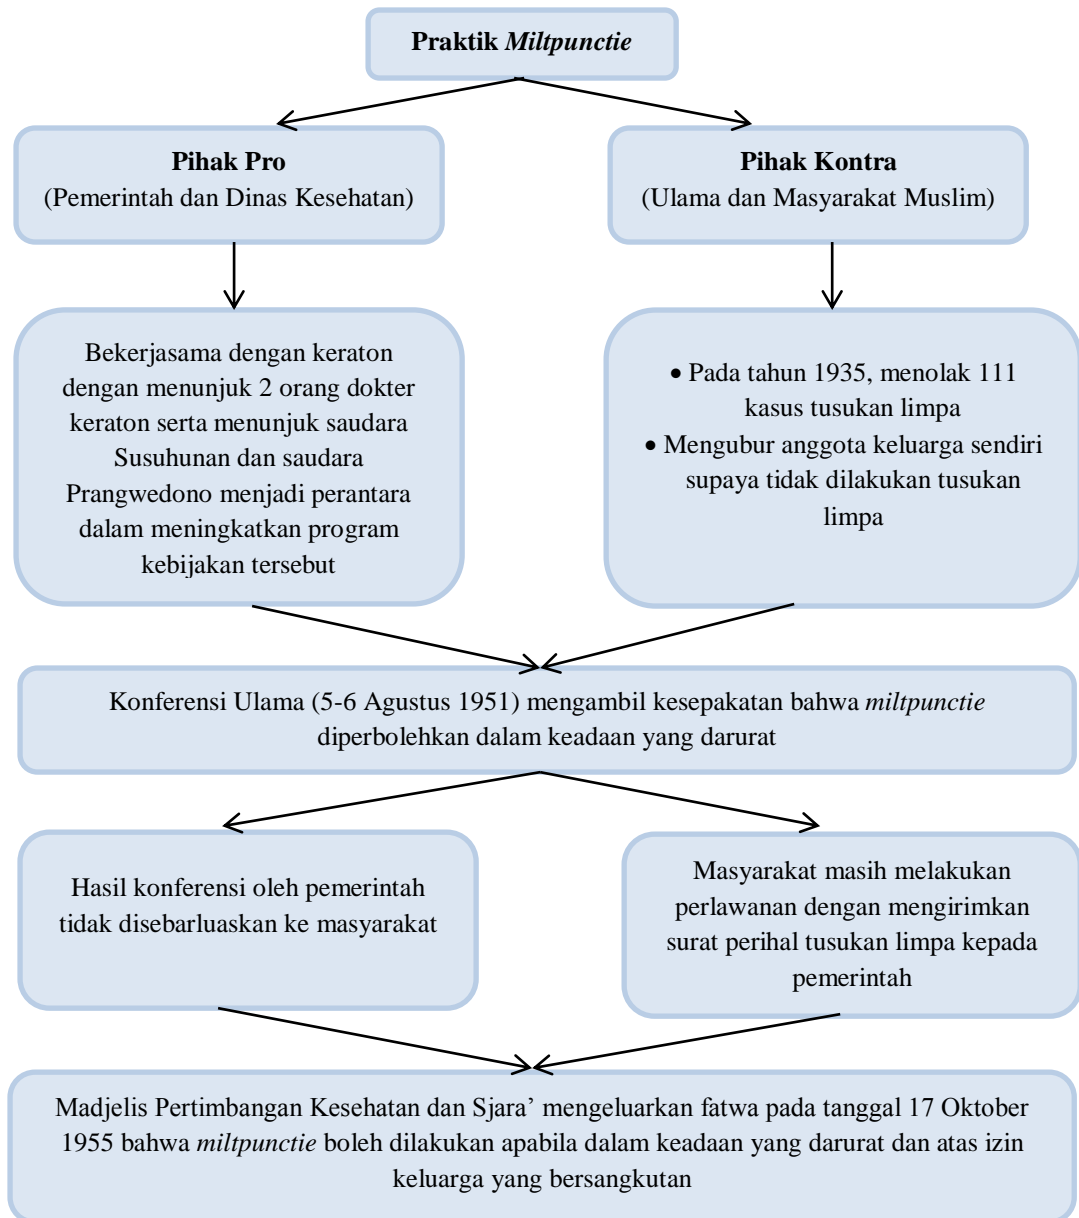 Praktik Miltpunctie
Pihak Pro
(Pemerintah dan Dinas Kesehatan)
Pihak Kontra
(Ulama dan Masyarakat Muslim)
Bekerjasama dengan keraton
dengan menunjuk 2 orang dokter
keraton serta menunjuk saudara
Susuhunan dan saudara
Prangwedono menjadi perantara
dalam meningkatkan program
kebijakan tersebut
• Pada tahun 1935, menolak 111
kasus tusukan limpa
• Mengubur anggota keluarga sendiri
supaya tidak dilakukan tusukan
limpa
Konferensi Ulama (5-6 Agustus 1951) mengambil kesepakatan bahwa miltpunctie
diperbolehkan dalam keadaan yang darurat
Hasil konferensi oleh pemerintah
tidak disebarluaskan ke masyarakat
Masyarakat masih melakukan
perlawanan dengan mengirimkan
surat perihal tusukan limpa kepada
pemerintah
Madjelis Pertimbangan Kesehatan dan Sjara’ mengeluarkan fatwa pada tanggal 17 Oktober
1955 bahwa miltpunctie boleh dilakukan apabila dalam keadaan yang darurat dan atas izin
keluarga yang bersangkutan